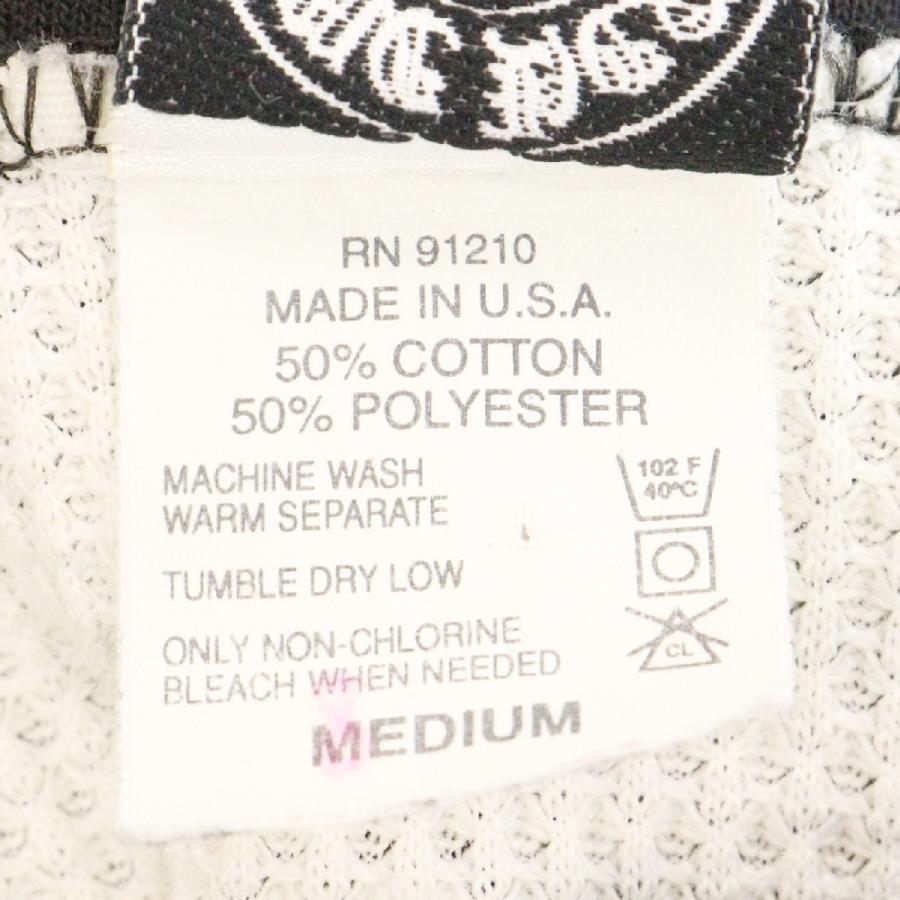 RN 91210
MADE IN U.S.A.
50% COTTON
50% POLYESTER
MACHINE WASH
WARM SEPARATE
102 F
40ºC
TUMBLE DRY LOW
ONLY NON-CHLORINE
BLEACH WHEN NEEDED
CL
MEDIUM